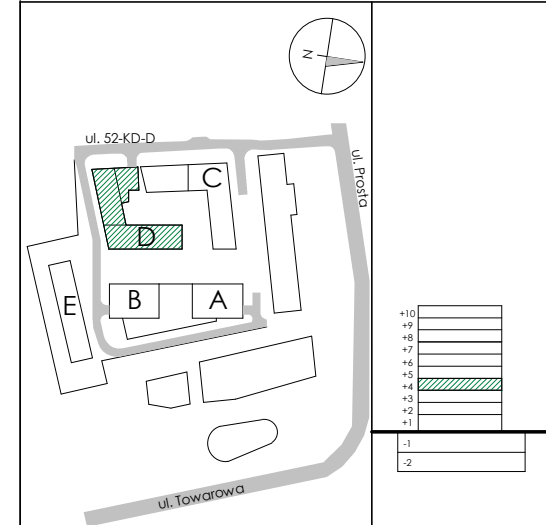 N
ul. 52-KD-D
ul. Prosta
C
D
E
B
A
ul. Towarowa
+10
+9
+8
+7
+6
+5
+4
+3
+2
+1
-1
-2